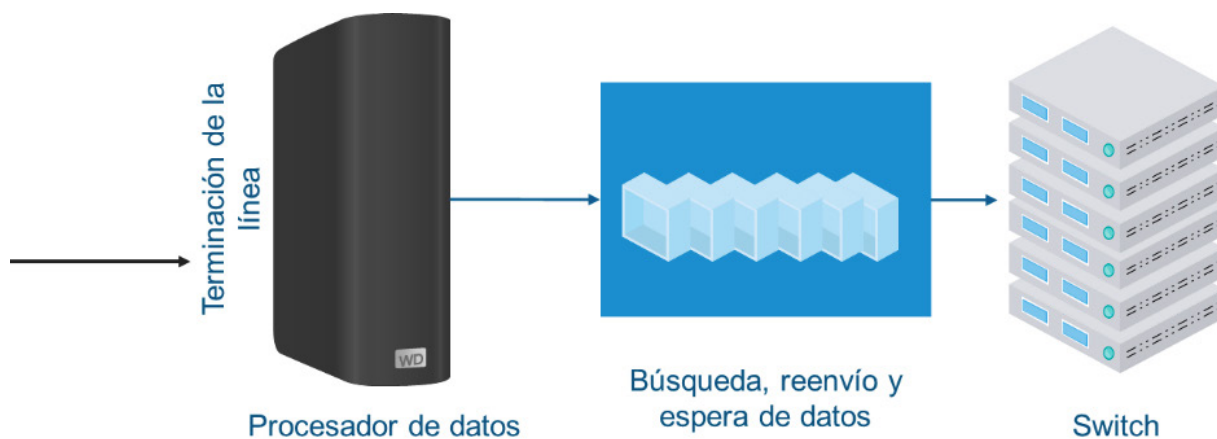 Terminación de la
línea
WD
Procesador de datos
Búsqueda, reenvío y
espera de datos
Switch